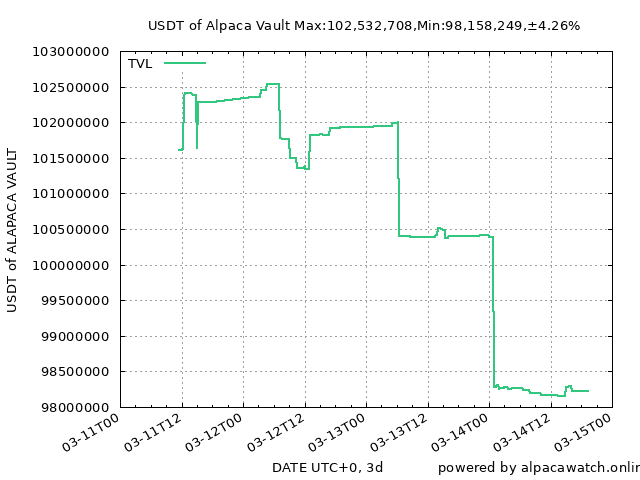 USDT of Alpaca Vault Max:102,532,708,Min:98,158,249,±4.26%
TVL
103000000
102500000
102000000
101500000
101000000
100500000
100000000
99500000
99000000
98500000
98000000
USDT of ALAPACA VAULT
03-11T00
03-11T12
03-12T00
03-12T12
03-13T00
03-13T12
03-14T00
03-14T12
03-15T00
DATE UTC+0, 3d
powered by alpacawatch.onlin